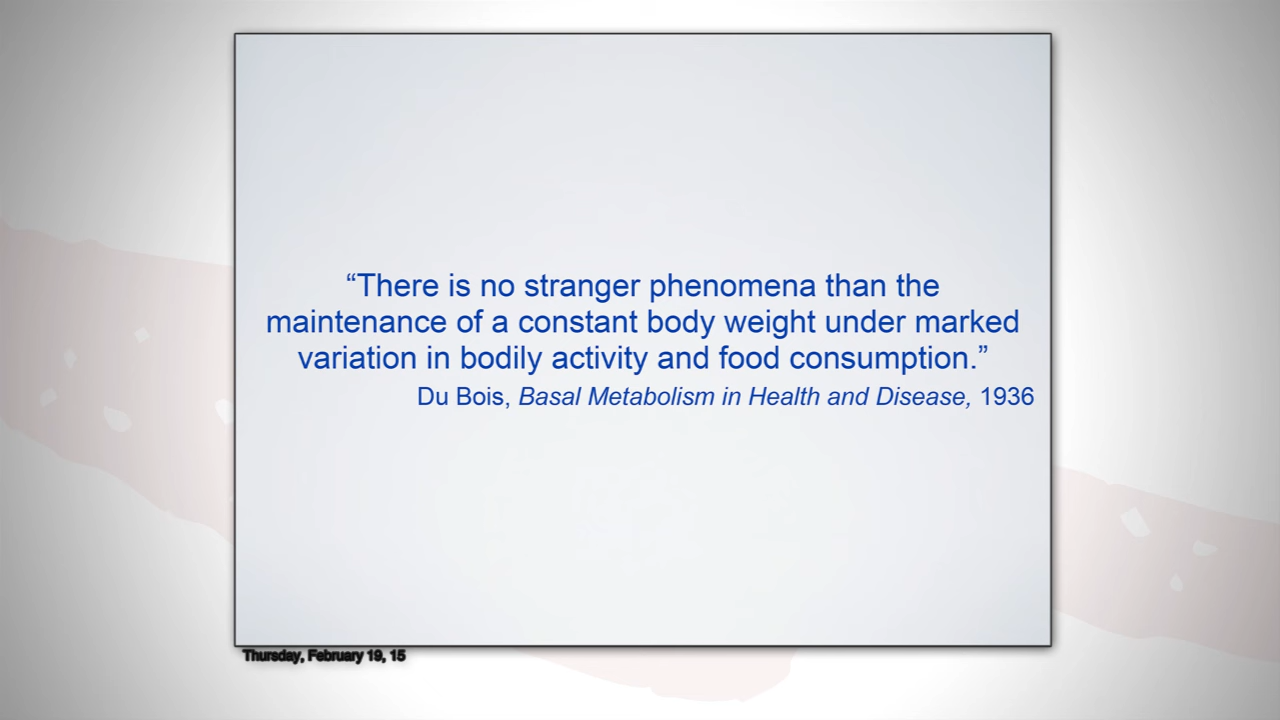 “There is no stranger phenomena than the
maintenance of a constant body weight under marked
variation in bodily activity and food consumption.”
Du Bois, Basal Metabolism in Health and Disease, 1936
Thursday, February 19, 15